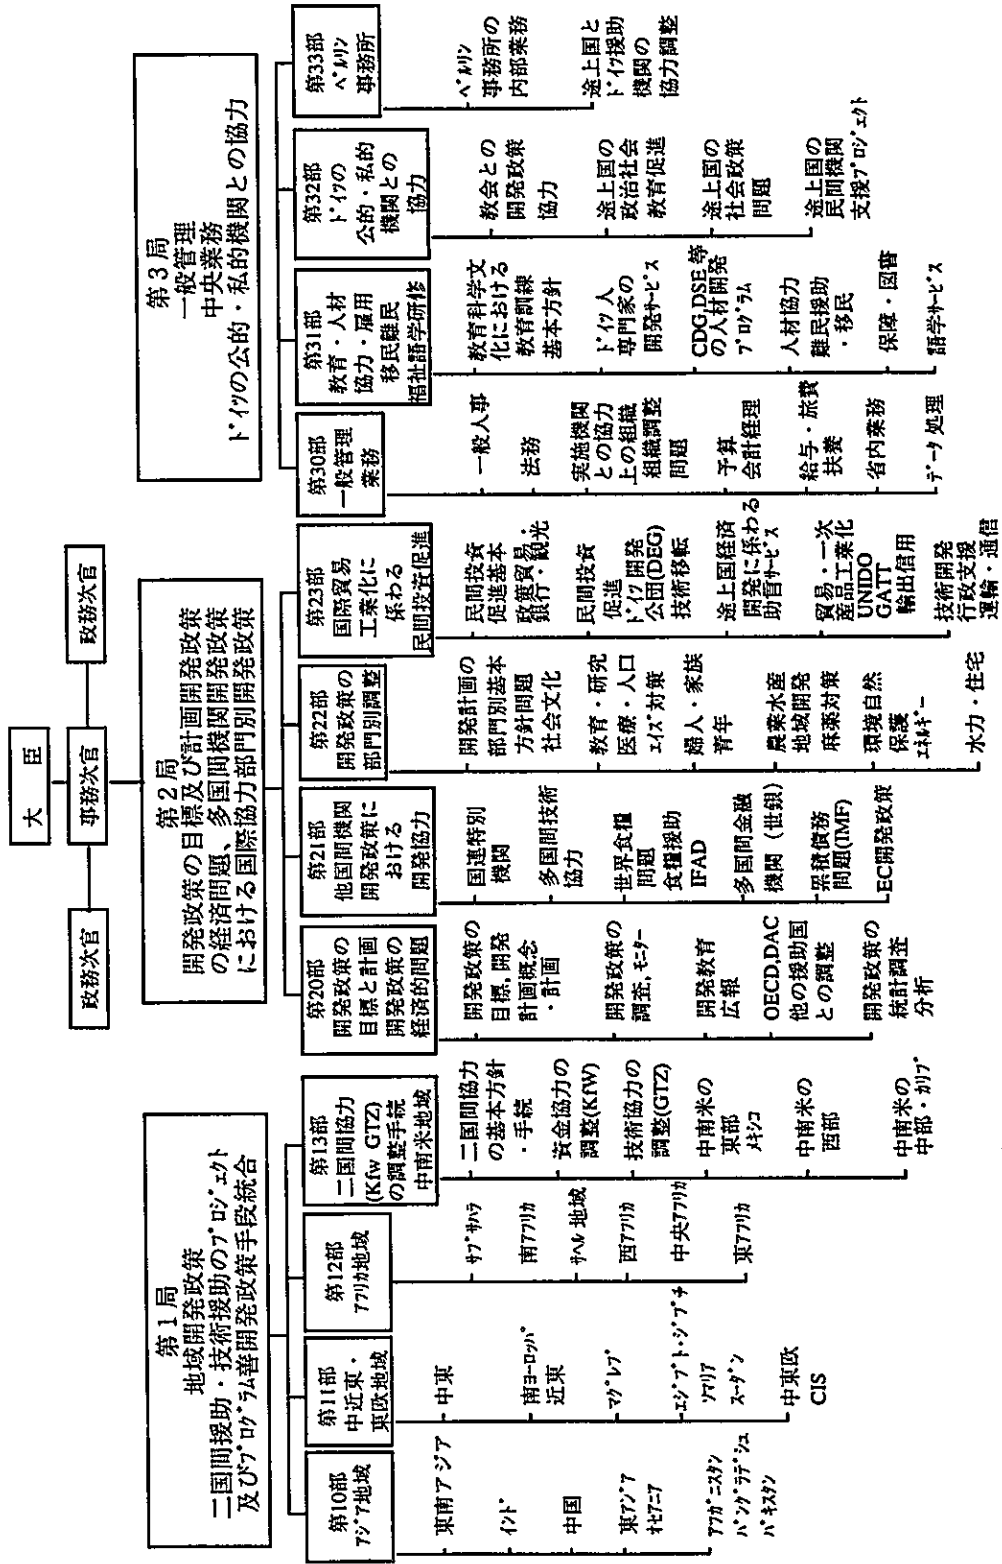 大　臣
政務次官
事務次官
政務次官
第1局
地域開発政策
二国間援助・技術援助のプロジェクト
及びプログラム善開発政策手段統合
第10部
アジア地域
東南アジア
インド
中国
東アジア
オセアニア
アフガニスタン
バングラデシュ
パキスタン
第11部
中近東・
東欧地域
中東
南ヨーロッパ
近東
マグレブ
エジプト・ジブチ
ソマリア
スーダン
中東欧
CIS
第12部
アフリカ地域
サブサハラ
南アフリカ
サヘル地域
西アフリカ
中央アフリカ
東アフリカ
第13部
二国間協力
(Kfw GTZ)
の調整手続
中南米地域
二国間協力
の基本方針
・手続
資金協力の
調整(KfW)
技術協力の
調整(GTZ)
中南米の
東部
メキシコ
中南米の
西部
中南米の
中部・カリブ
第2局
開発政策の目標及び計画開発政策
の経済問題、多国間機関開発政策
における国際協力部門別開発政策
第20部
開発政策の
目標と計画
開発政策の
経済的問題
開発政策の
目標,開発
計画概念
・計画
開発政策の
調査,モニター
開発教育
広報
OECD,DAC
他の援助国
との調整
開発政策の
統計調査
分析
第21部
他国間機関
開発政策に
おける
開発協力
国連特別
機関
多国間技術
協力
世界食糧
問題
食糧援助
IFAD
多国間金融
機関（世銀）
累積債務
問題(IMF)
EC開発政策
第22部
開発政策の
部門別調整
開発計画の
部門別基本
方針問題
社会文化
教育・研究
医療・人口
エイズ対策
婦人・家族
青年
農業水産
地域開発
麻薬対策
環境自然
保護
エネルギー
水力・住宅
第23部
国際貿易
工業化に
係わる
民間投資促進
民間投資
促進基本
政策貿易・
銀行・観光
民間投資
促進
ドイツ開発
公団(DEG)
技術移転
途上国経済
開発に係わる
助言サービス
貿易・一次
産品工業化
UNIDO
GATT
輸出信用
技術開発
行政支援
運輸・通信
第3局
一般管理
中央業務
ドイツの公的・私的機関との協力
第30部
一般管理
業務
一般人事
法務
実施機関
との協力
上の組織
組織調整
問題
予算
会計経理
給与・旅費
扶養
省内業務
データ処理
第31部
教育・人材
協力・雇用
移民難民
福祉語学研修
教育科学文
化における
教育訓練
基本方針
ドイツ人
専門家の
開発サービス
CDG,DSE等
の人材開発
プログラム
人材協力
難民援助
・移民
保障・図書
語学サービス
第32部
ドイツの
公的・私的
機関との
協力
教会との
開発政策
協力
途上国の
政治社会
教育促進
途上国の
社会政策
問題
途上国の
民間機関
支援プロジェクト
第33部
ベルリン
事務所
ベルリン
事務所の
内部業務
途上国と
ドイツ援助
機関の
協力調整